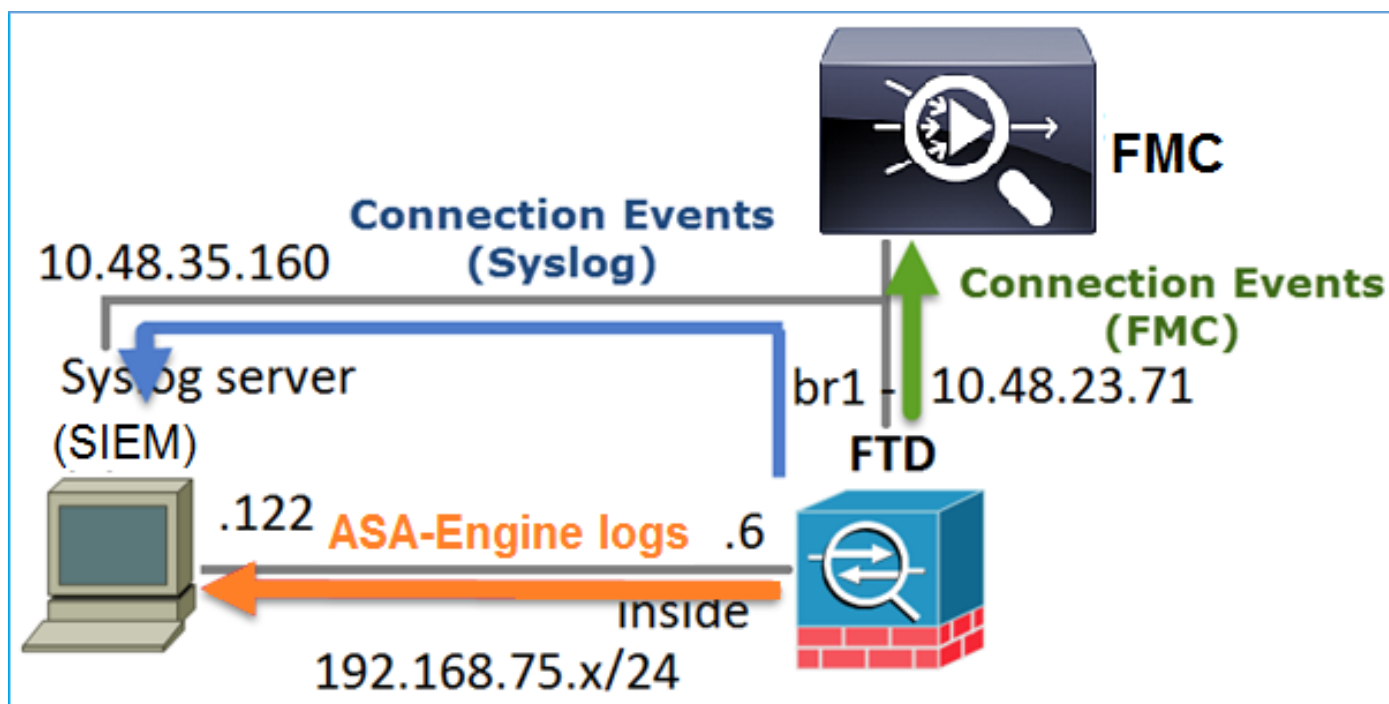 FMC
Connection Events
(Syslog)
10.48.35.160
Connection Events
(FMC)
Syslog server
(SIEM)
br1 - 10.48.23.71
FTD
.122
ASA-Engine logs
.6
inside
192.168.75.x/24